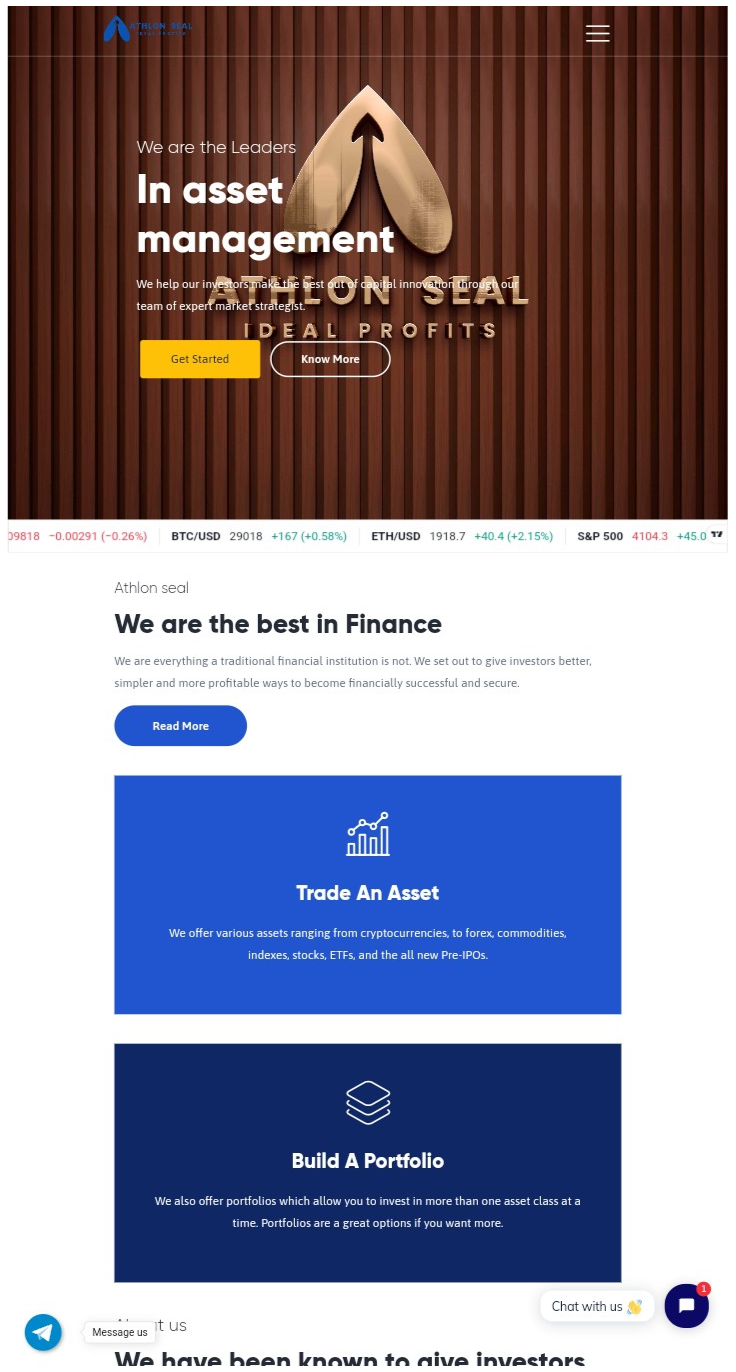 ATHLON SEAL
IDEAL PROFITS
We are the Leaders
In asset
management
We help our investors make the best out of capital innovation through our
team of expert market strategist.
ATHLON SEAL
IDEAL PROFITS
Get Started
Know More
09818 −0.00291 (−0.26%) BTC/USD 29018 +167 (+0.58%) ETH/USD 1918.7 +40.4 (+2.15%) S&P 500 4104.3 +45.0
Athlon seal
We are the best in Finance
We are everything a traditional financial institution is not. We set out to give investors better,
simpler and more profitable ways to become financially successful and secure.
Read More
Trade An Asset
We offer various assets ranging from cryptocurrencies, to forex, commodities,
indexes, stocks, ETFs, and the all new Pre-IPOs.
Build A Portfolio
We also offer portfolios which allow you to invest in more than one asset class at a
time. Portfolios are a great options if you want more.
1
Chat with us 👋
About us
Message us
We have been known to give investors